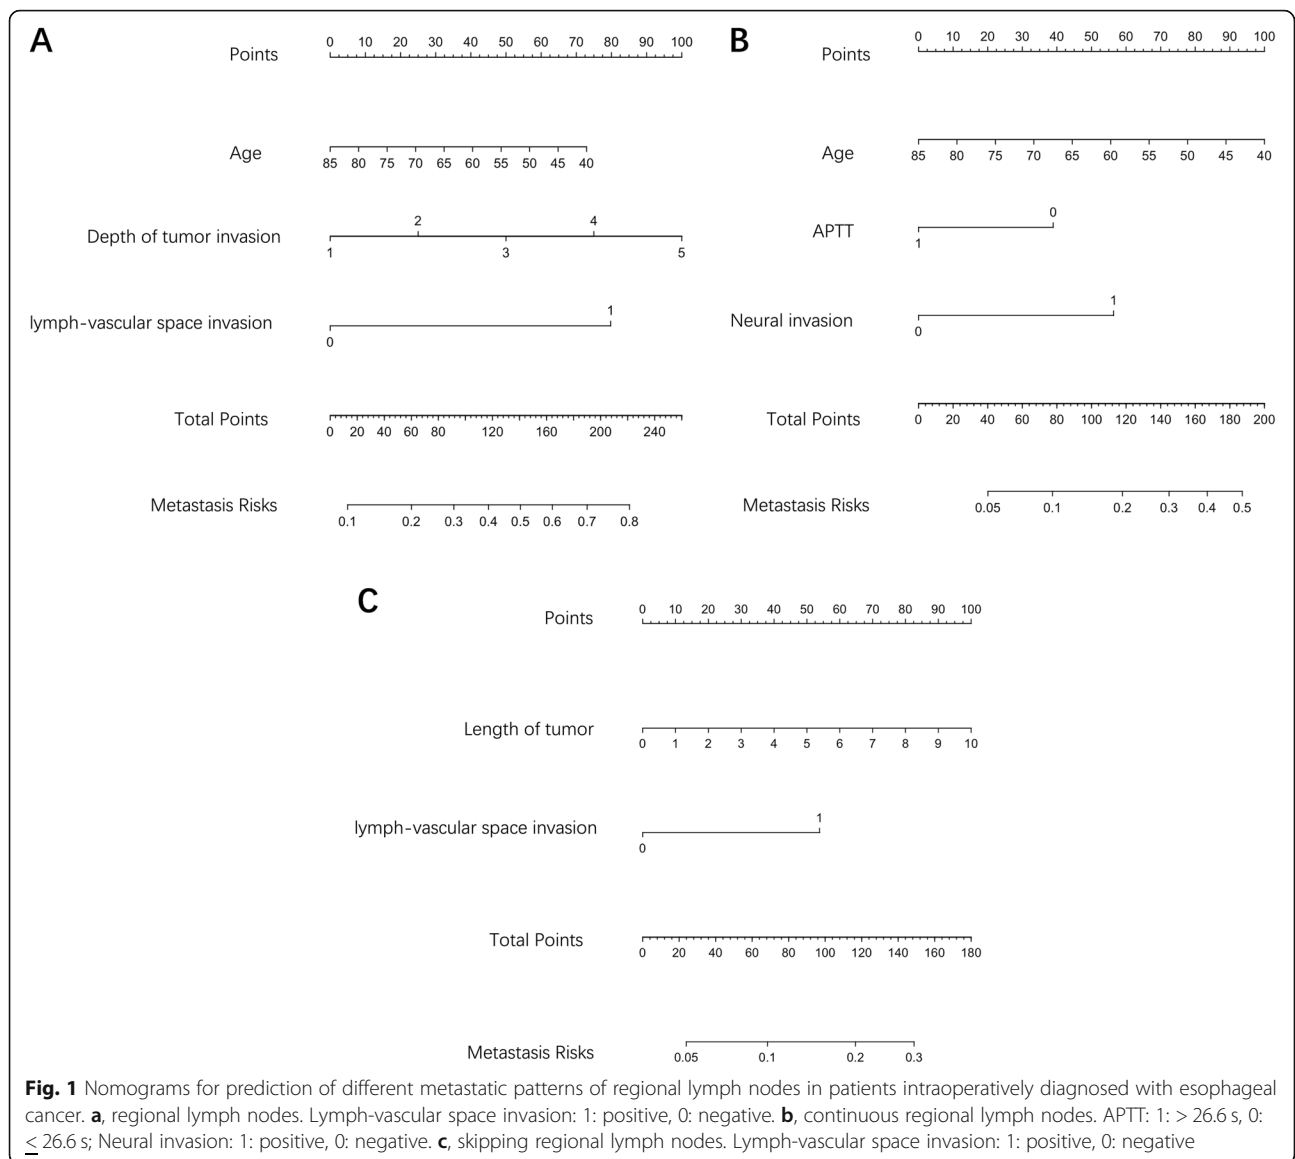 A
0 10 20 30 40 50 60 70 80 90 100
Points
Age
85 80 75 70 65 60 55 50 45 40
2 4
Depth of tumor invasion
1 3 5
1
lymph-vascular space invasion
0
Total Points
0 20 40 60 80 120 160 200 240
Metastasis Risks
0.1 0.2 0.3 0.4 0.5 0.6 0.7 0.8
B
0 10 20 30 40 50 60 70 80 90 100
Points
Age
85 80 75 70 65 60 55 50 45 40
0
APTT
1
1
Neural invasion
0
Total Points
0 20 40 60 80 100 120 140 160 180 200
Metastasis Risks
0.05 0.1 0.2 0.3 0.4 0.5
C
0 10 20 30 40 50 60 70 80 90 100
Points
Length of tumor
0 1 2 3 4 5 6 7 8 9 10
1
lymph-vascular space invasion
0
Total Points
0 20 40 60 80 100 120 140 160 180
Metastasis Risks
0.05 0.1 0.2 0.3
Fig. 1 Nomograms for prediction of different metastatic patterns of regional lymph nodes in patients intraoperatively diagnosed with esophageal
cancer. a, regional lymph nodes. Lymph-vascular space invasion: 1: positive, 0: negative. b, continuous regional lymph nodes. APTT: 1: > 26.6 s, 0:
≤ 26.6 s; Neural invasion: 1: positive, 0: negative. c, skipping regional lymph nodes. Lymph-vascular space invasion: 1: positive, 0: negative